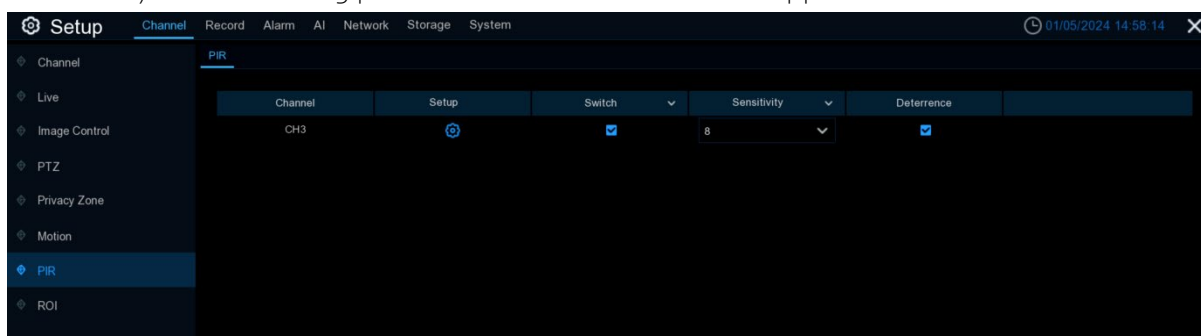 Setup Channel Record Alarm AI Network Storage System 01/05/2024 14:58:14
Channel
PIR
Live
Channel Setup Switch Sensitivity Deterrence
Image Control
CH3 8
PTZ
Privacy Zone
Motion
PIR
ROI